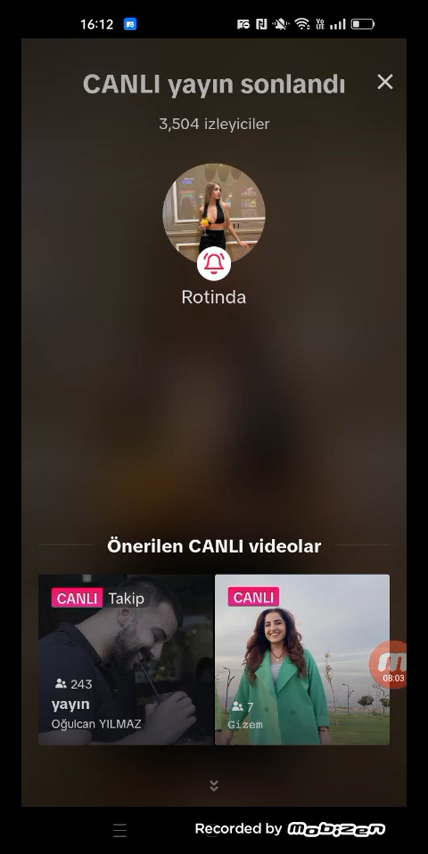 16:12
CANLI yayın sonlandı
3,504 izleyiciler
Rotinda
Önerilen CANLI videolar
CANLI Takip
243
yayın
Oğulcan YILMAZ
CANLI
7
Gizem
08:03
Recorded by Mobizen